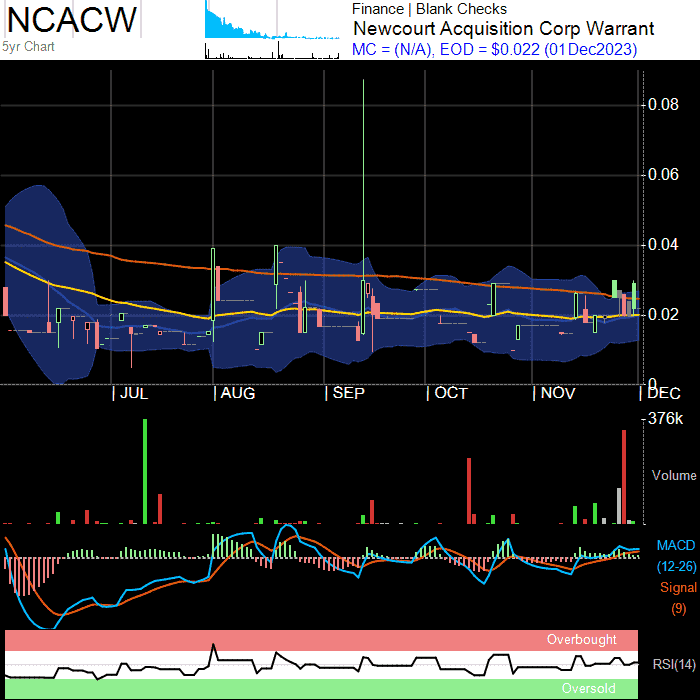 NCACW
5yr Chart
Finance | Blank Checks
Newcourt Acquisition Corp Warrant
MC = (N/A), EOD = $0.022 (01Dec2023)
0.08
0.06
0.04
0.02
0
| JUL
| AUG
| SEP
| OCT
| NOV
| DEC
376k
Volume
MACD
(12-26)
Signal
(9)
Overbought
RSI(14)
Oversold